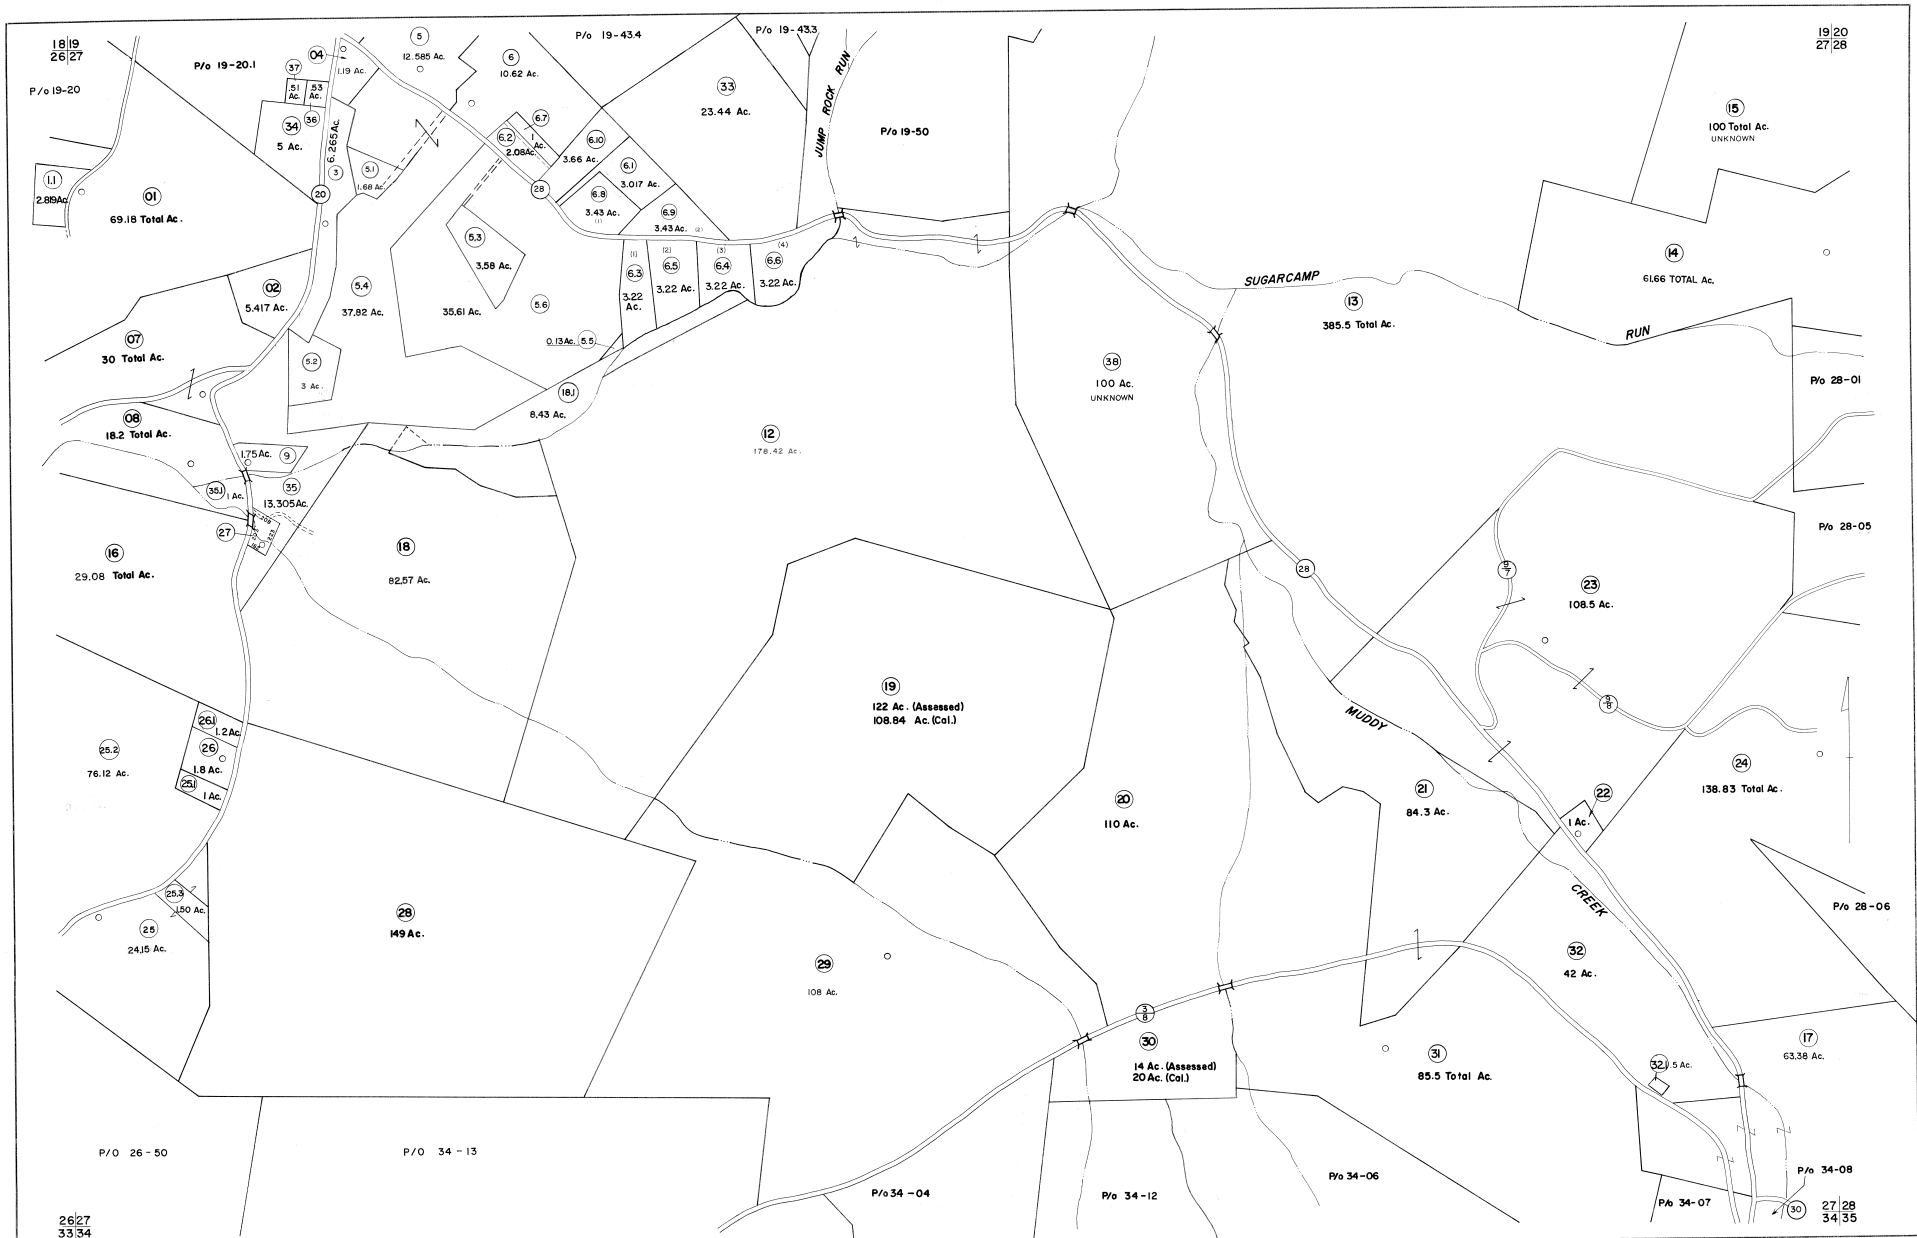 18 19
26 27
P/o 19-20
P/o 19-20.1
04
1.19 Ac.
5
12.585 Ac.
6
10.62 Ac.
P/o 19-43.4
P/o 19-43.3
JUMP ROCK RUN
33
23.44 Ac.
P/o 19-50
19 20
27 28
15
100 Total Ac.
UNKNOWN
37
.51
Ac.
.53
Ac.
36
34
5 Ac.
6.265 Ac.
3
20
5.1
1.68 Ac.
6.2
2.08 Ac.
6.7
1
Ac.
6.10
3.66 Ac.
6.1
3.017 Ac.
28
6.8
3.43 Ac.
(1)
6.9
3.43 Ac. (2)
1.1
2.819 Ac
01
69.18 Total Ac.
5.3
3.58 Ac.
(1)
6.3
3.22
Ac.
(2)
6.5
3.22 Ac.
(3)
6.4
3.22 Ac.
(4)
6.6
3.22 Ac.
02
5.417 Ac.
5.4
37.82 Ac.
35.61 Ac.
5.6
0.13 Ac. 5.5
07
30 Total Ac.
5.2
3 Ac.
18.1
8.43 Ac.
SUGARCAMP
RUN
13
385.5 Total Ac.
14
61.66 TOTAL Ac.
38
100 Ac.
UNKNOWN
P/o 28-01
08
18.2 Total Ac.
1.75 Ac. 9
12
178.42 Ac.
35.1
1 Ac.
35
13.305 Ac.
208
223
27
16
29.08 Total Ac.
18
82.57 Ac.
P/o 28-05
28
9
7
23
108.5 Ac.
19
122 Ac. (Assessed)
108.84 Ac. (Cal.)
MUDDY
9
8
26.1
1.2 Ac.
26
1.8 Ac.
25.1
1 Ac.
25.2
76.12 Ac.
20
110 Ac.
21
84.3 Ac.
22
1 Ac.
24
138.83 Total Ac.
CREEK
P/o 28-06
25.3
1.50 Ac.
25
24.15 Ac.
28
149 Ac.
29
108 Ac.
32
42 Ac.
3
8
30
14 Ac. (Assessed)
20 Ac. (Cal.)
31
85.5 Total Ac.
32.1 .5 Ac.
17
63.38 Ac.
P/O 26-50
P/O 34-13
P/o 34-04
P/o 34-12
P/o 34-06
P/o 34-07
P/o 34-08
30
26 27
33 34
27 28
34 35